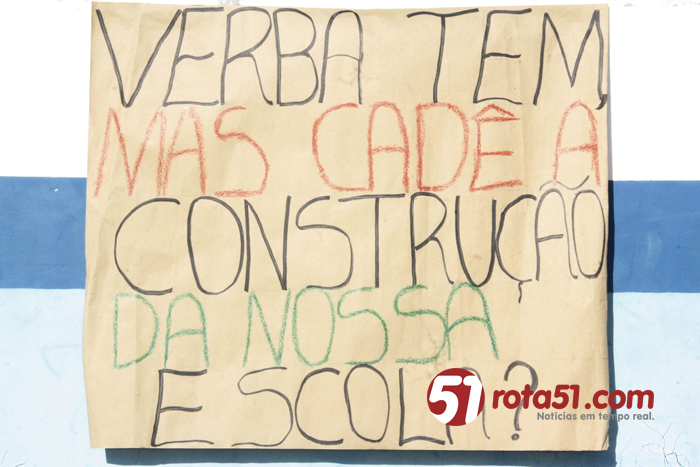 VERBA TEM,
MAS CADÊ A
CONSTRUÇÃO
DA NOSSA
ESCOLA?
51 rota51.com
Notícias em tempo real.